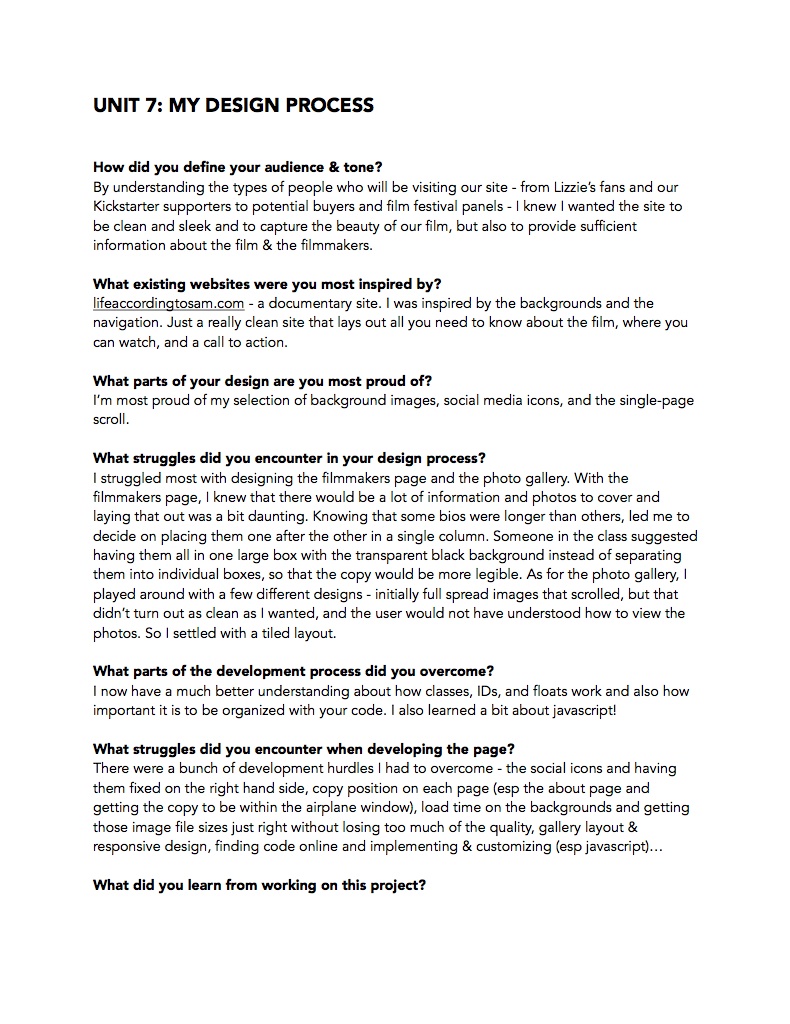 UNIT 7: MY DESIGN PROCESS
How did you define your audience & tone?
By understanding the types of people who will be visiting our site - from Lizzie’s fans and our
Kickstarter supporters to potential buyers and film festival panels - I knew I wanted the site to
be clean and sleek and to capture the beauty of our film, but also to provide sufficient
information about the film & the filmmakers.
What existing websites were you most inspired by?
lifeaccordingtosam.com - a documentary site. I was inspired by the backgrounds and the
navigation. Just a really clean site that lays out all you need to know about the film, where you
can watch, and a call to action.
What parts of your design are you most proud of?
I’m most proud of my selection of background images, social media icons, and the single-page
scroll.
What struggles did you encounter in your design process?
I struggled most with designing the filmmakers page and the photo gallery. With the
filmmakers page, I knew that there would be a lot of information and photos to cover and
laying that out was a bit daunting. Knowing that some bios were longer than others, led me to
decide on placing them one after the other in a single column. Someone in the class suggested
having them all in one large box with the transparent black background instead of separating
them into individual boxes, so that the copy would be more legible. As for the photo gallery, I
played around with a few different designs - initially full spread images that scrolled, but that
didn’t turn out as clean as I wanted, and the user would not have understood how to view the
photos. So I settled with a tiled layout.
What parts of the development process did you overcome?
I now have a much better understanding about how classes, IDs, and floats work and also how
important it is to be organized with your code. I also learned a bit about javascript!
What struggles did you encounter when developing the page?
There were a bunch of development hurdles I had to overcome - the social icons and having
them fixed on the right hand side, copy position on each page (esp the about page and
getting the copy to be within the airplane window), load time on the backgrounds and getting
those image file sizes just right without losing too much of the quality, gallery layout &
responsive design, finding code online and implementing & customizing (esp javascript)…
What did you learn from working on this project?